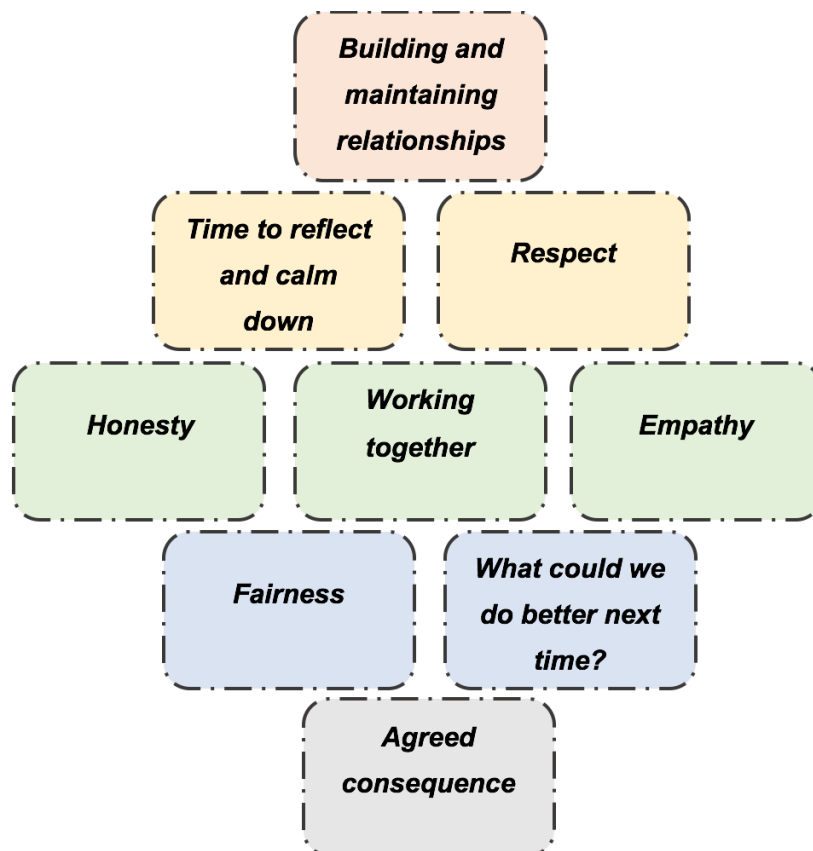 Building and
maintaining
relationships
Time to reflect
and calm
down
Respect
Honesty
Working
together
Empathy
Fairness
What could we
do better next
time?
Agreed
consequence